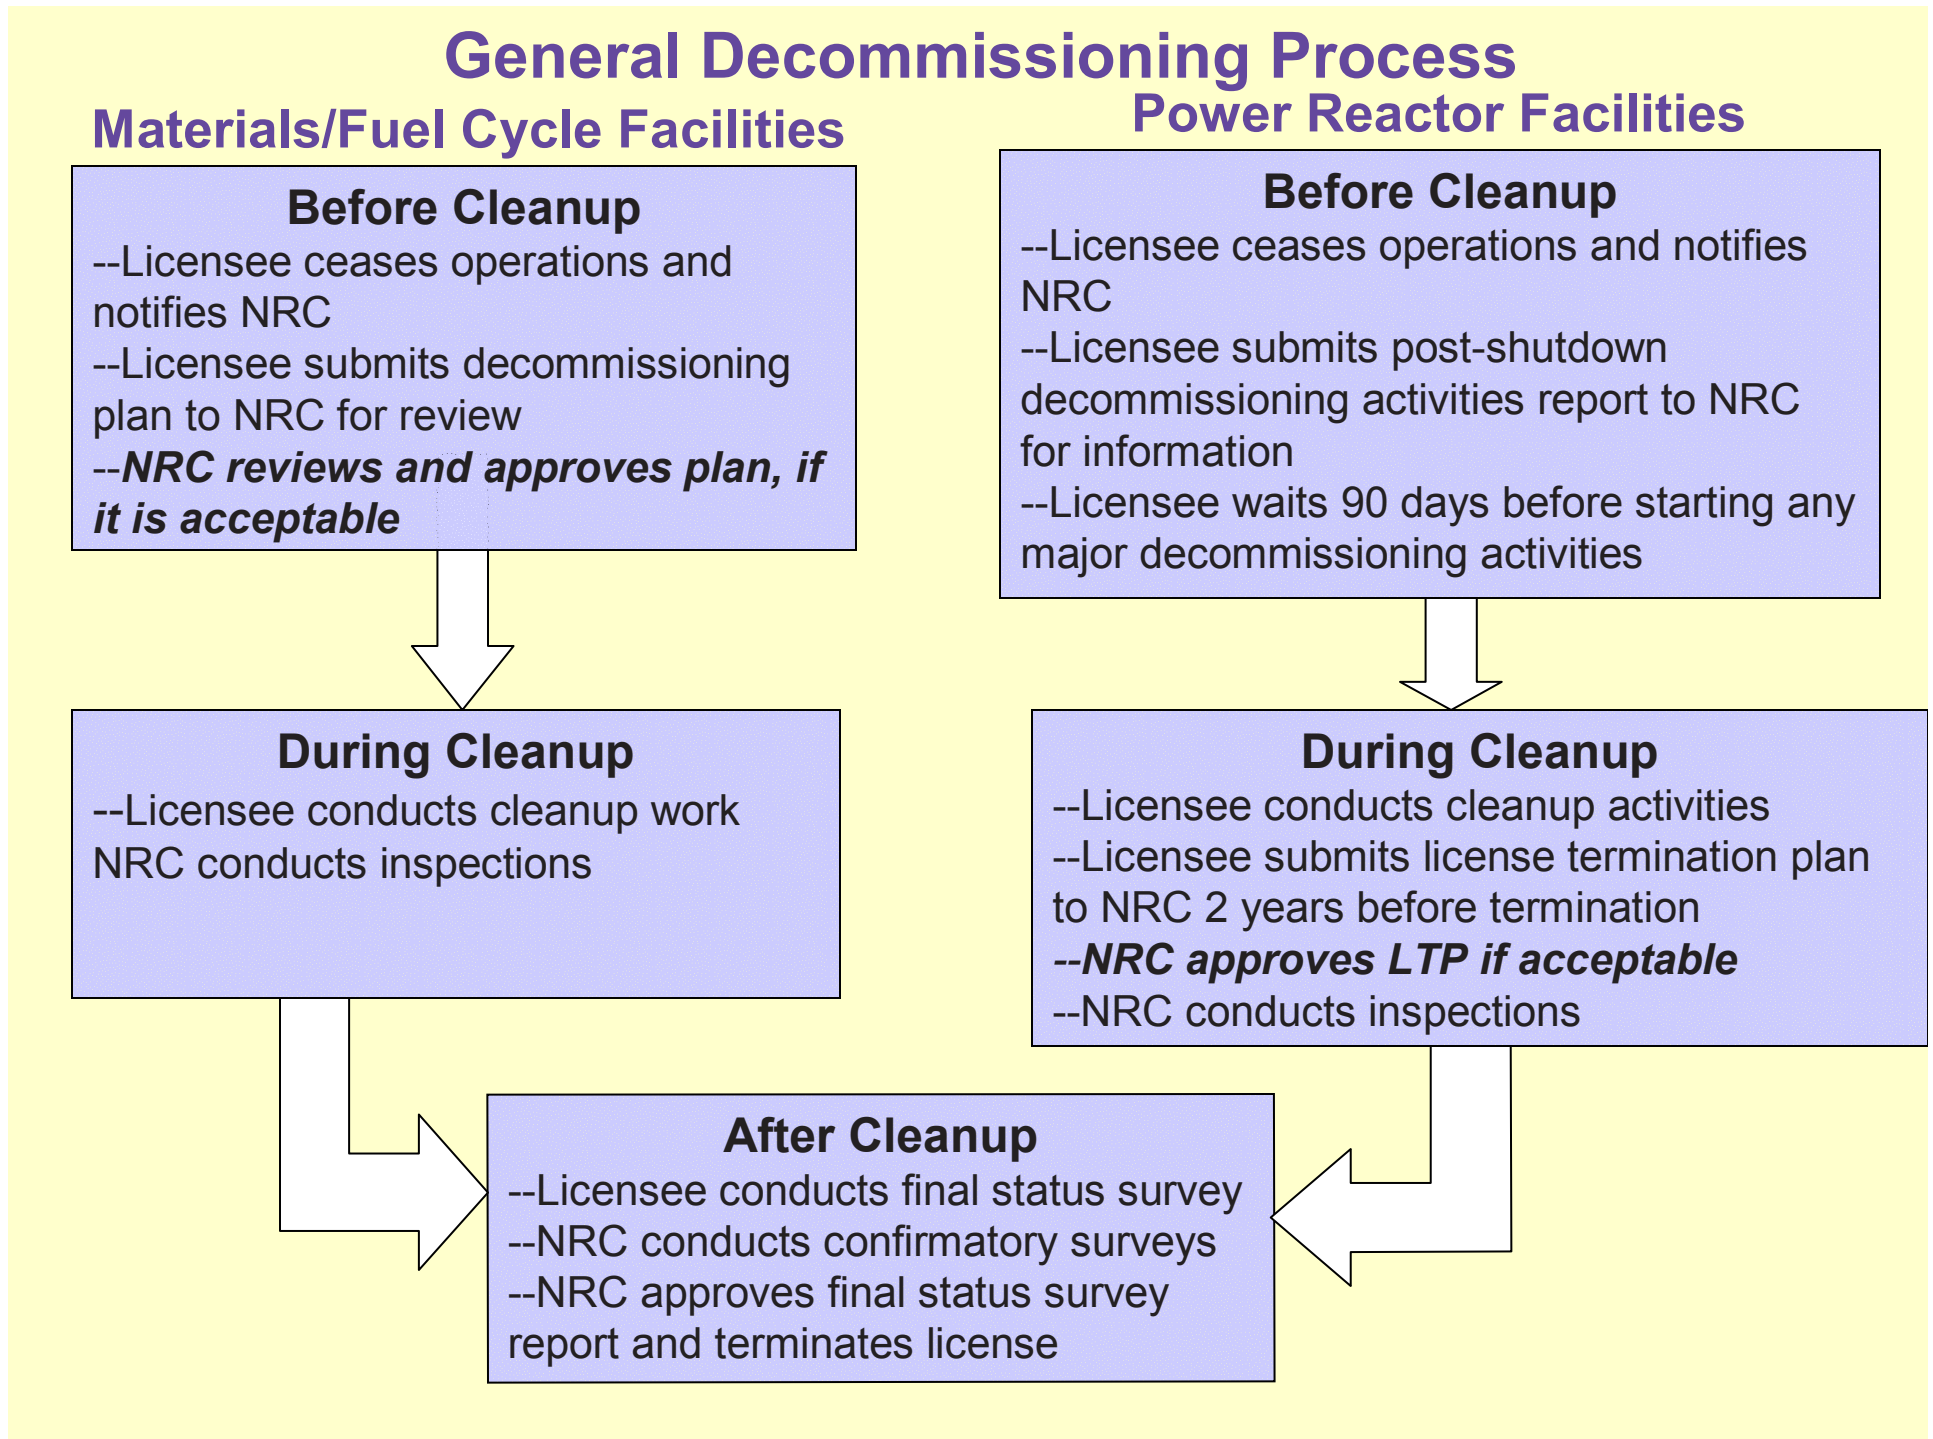 General Decommissioning Process
Materials/Fuel Cycle Facilities
Before Cleanup
--Licensee ceases operations and
notifies NRC
--Licensee submits decommissioning
plan to NRC for review
--NRC reviews and approves plan, if
it is acceptable
During Cleanup
--Licensee conducts cleanup work
NRC conducts inspections
Power Reactor Facilities
Before Cleanup
--Licensee ceases operations and notifies
NRC
--Licensee submits post-shutdown
decommissioning activities report to NRC
for information
--Licensee waits 90 days before starting any
major decommissioning activities
During Cleanup
--Licensee conducts cleanup activities
--Licensee submits license termination plan
to NRC 2 years before termination
--NRC approves LTP if acceptable
--NRC conducts inspections
After Cleanup
--Licensee conducts final status survey
--NRC conducts confirmatory surveys
--NRC approves final status survey
report and terminates license